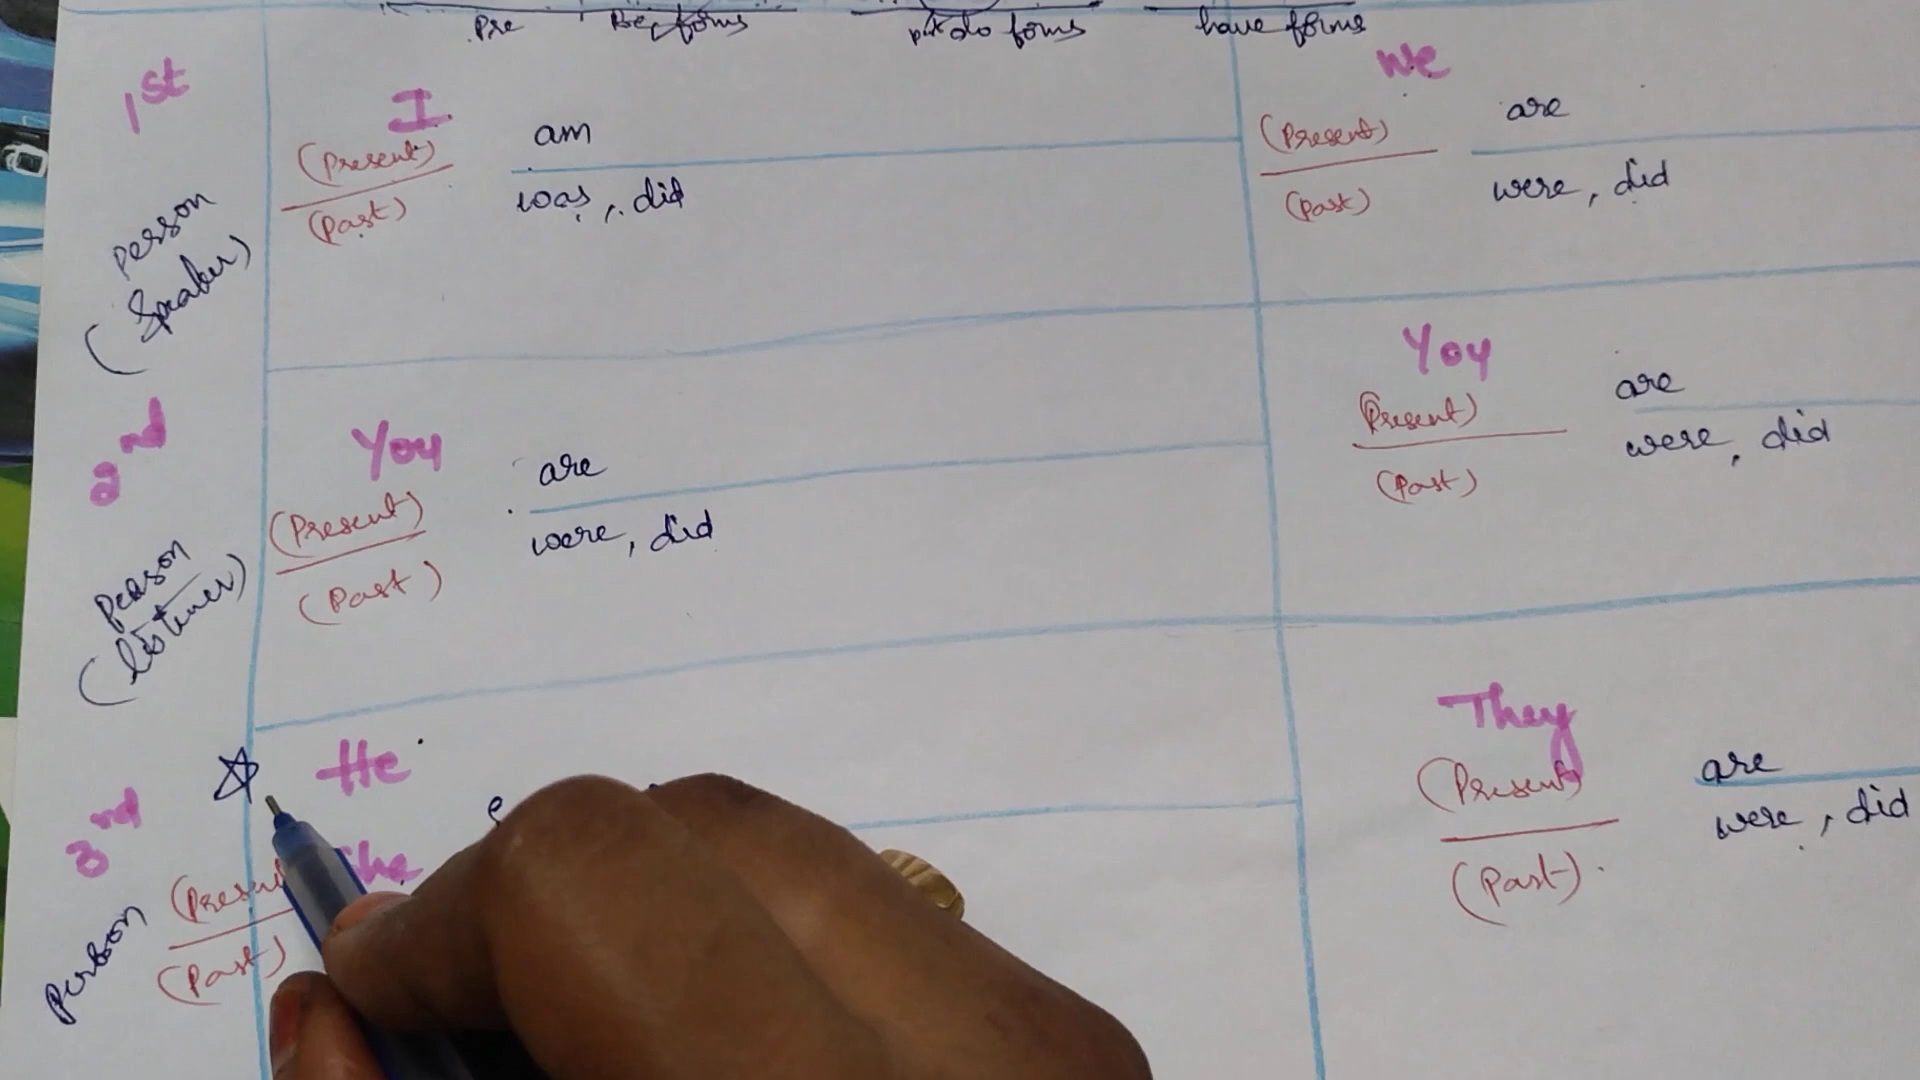 Pre Be forms do forms have forms
1st
Person
(Speaker)
I
(Present)
(Past)
am
was, did
We
(Present)
(Past)
are
were, did
2nd
Person
(listner)
You
(Present)
(Past)
are
were, did
You
(Present)
(Past)
are
were, did
3rd
Person
He
She
(Present
(Past)
They
(Present)
(Past)
are
were, did